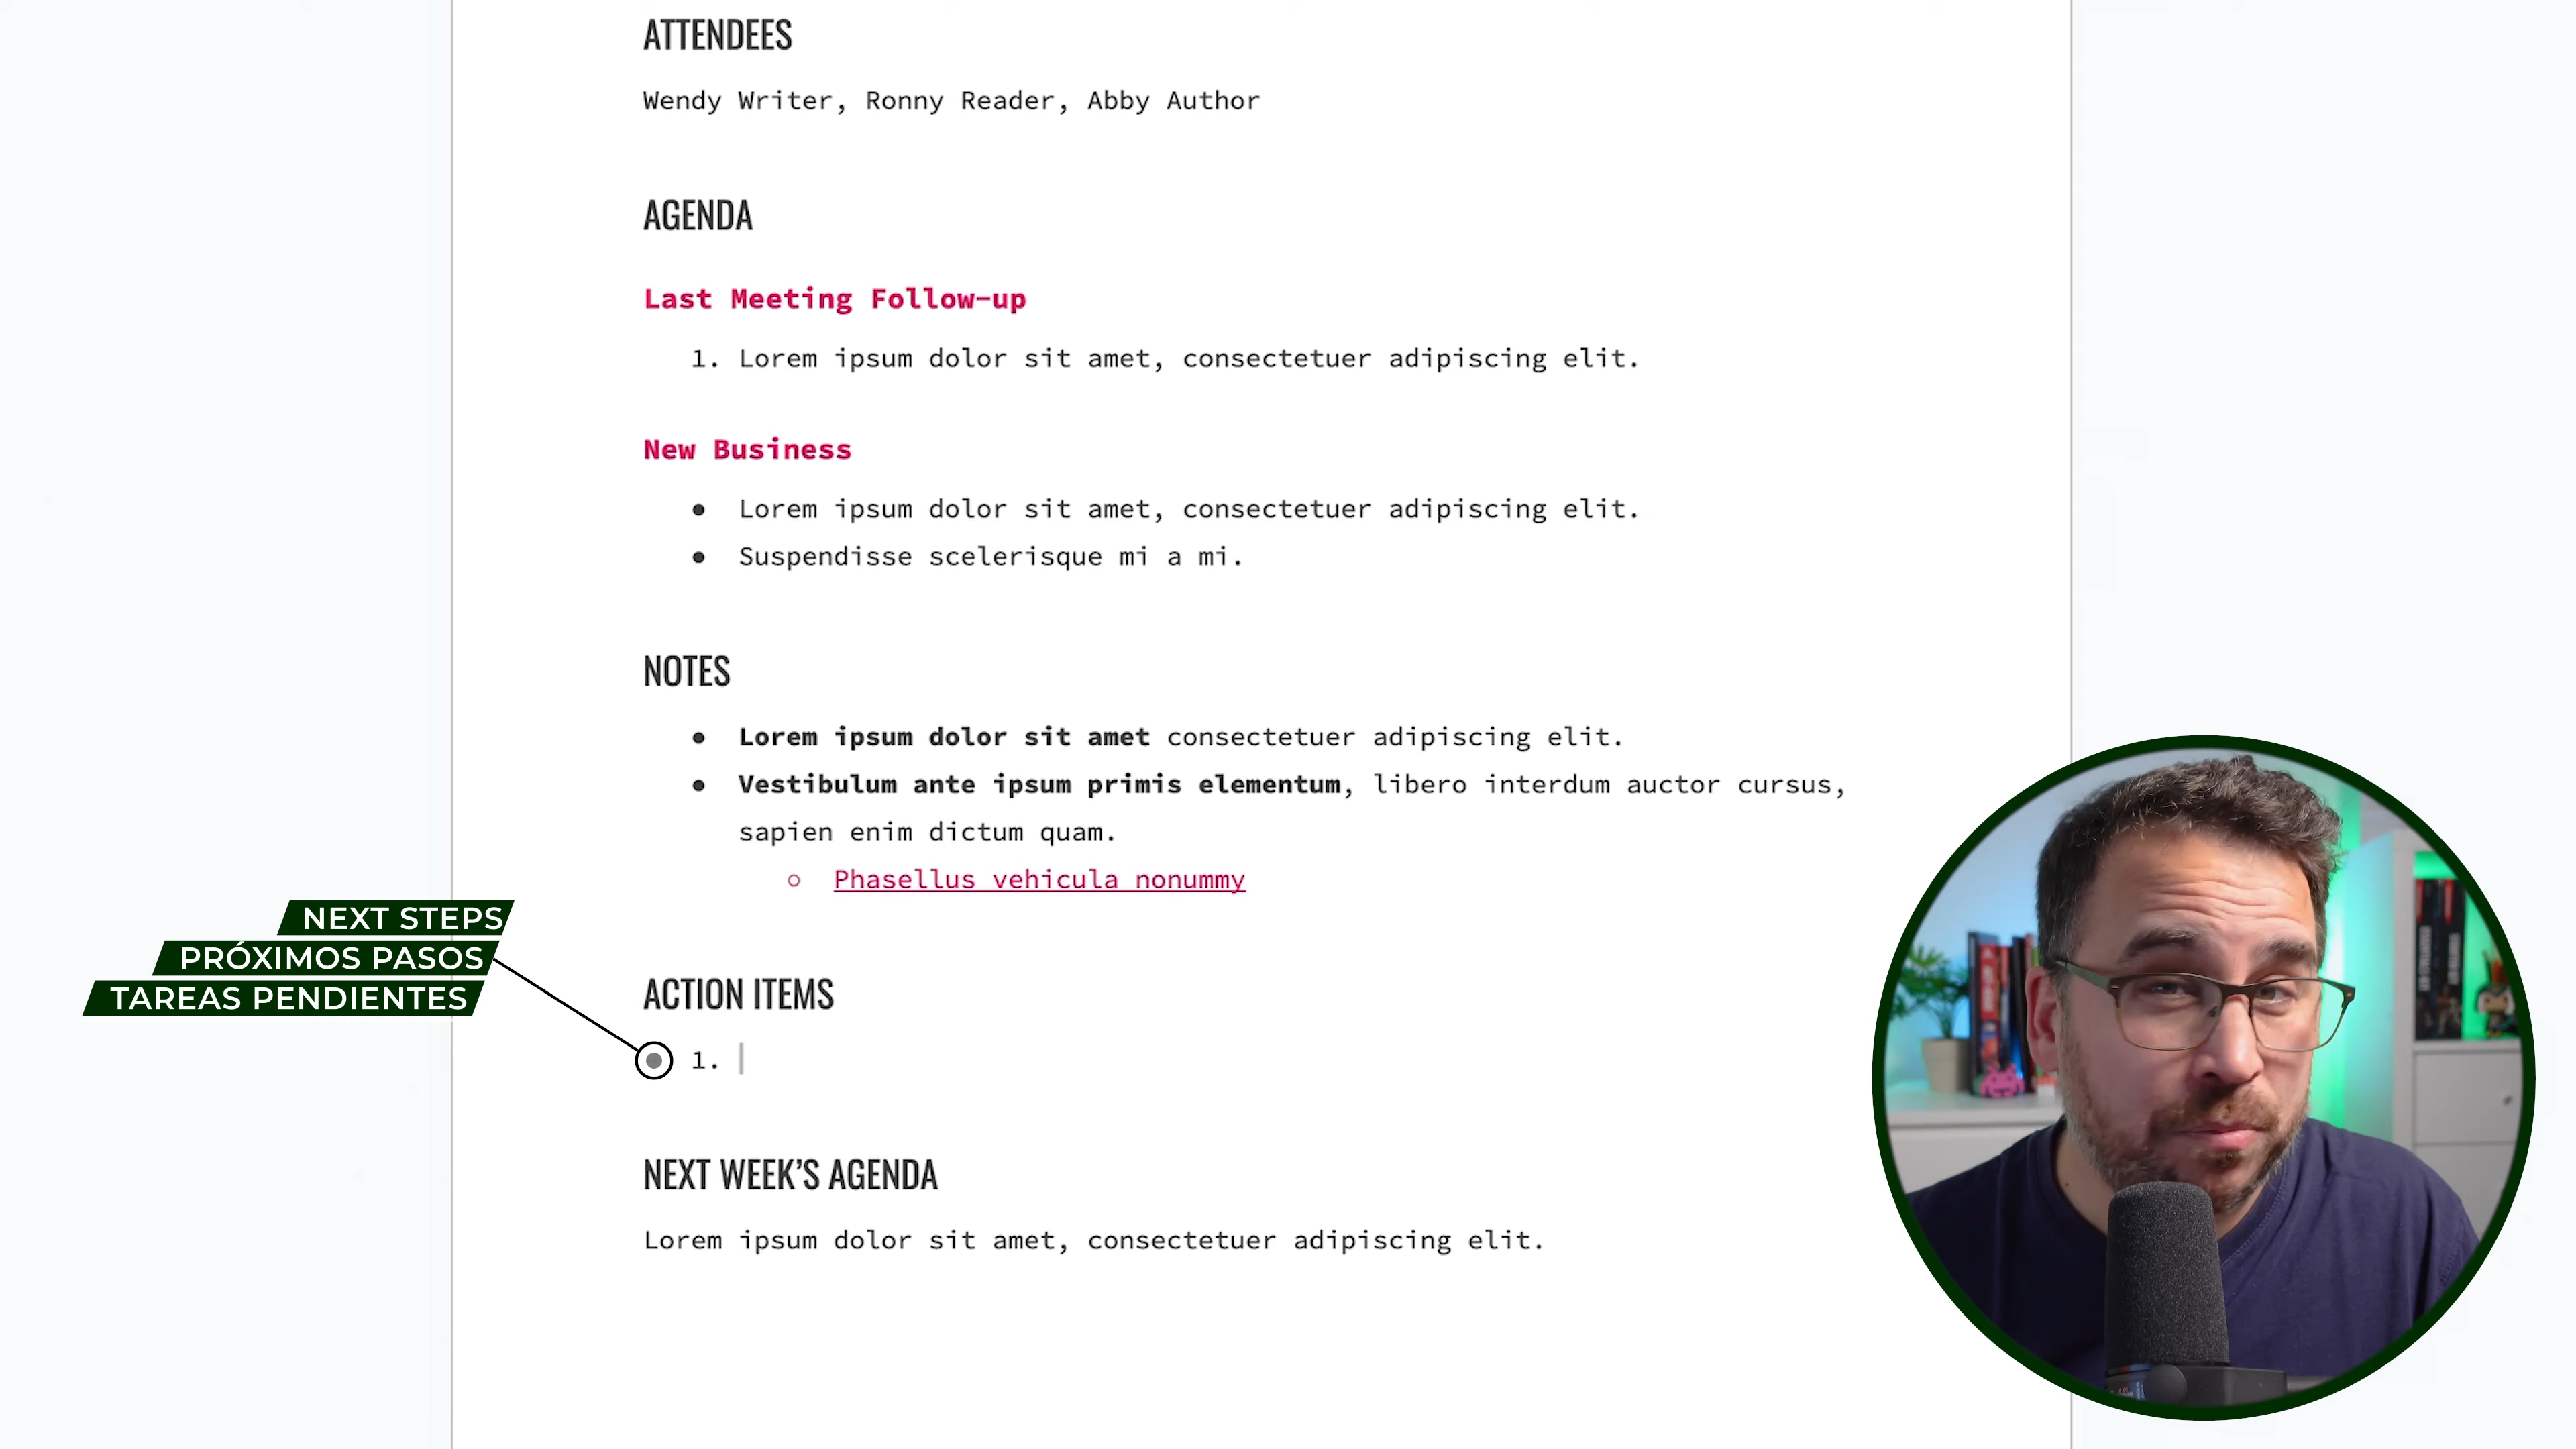 ATTENDEES
Wendy Writer, Ronny Reader, Abby Author
AGENDA
Last Meeting Follow-up
1. Lorem ipsum dolor sit amet, consectetuer adipiscing elit.
New Business
● Lorem ipsum dolor sit amet, consectetuer adipiscing elit.
● Suspendisse scelerisque mi a mi.
NOTES
● Lorem ipsum dolor sit amet consectetuer adipiscing elit.
● Vestibulum ante ipsum primis elementum, libero interdum auctor cursus,
sapien enim dictum quam.
○ Phasellus vehicula nonummy
NEXT STEPS
PRÓXIMOS PASOS
TAREAS PENDIENTES
ACTION ITEMS
1.
NEXT WEEK’S AGENDA
Lorem ipsum dolor sit amet, consectetuer adipiscing elit.